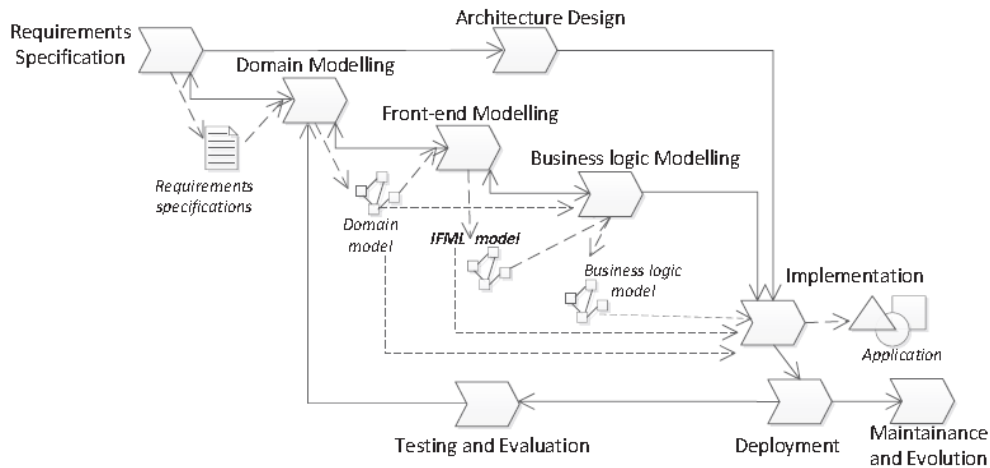 Requirements
Specification
Architecture Design
Domain Modelling
Front-end Modelling
Business logic Modelling
Requirements
specifications
Domain
model
IFML model
Business logic
model
Implementation
Application
Testing and Evaluation
Deployment
Maintainance
and Evolution